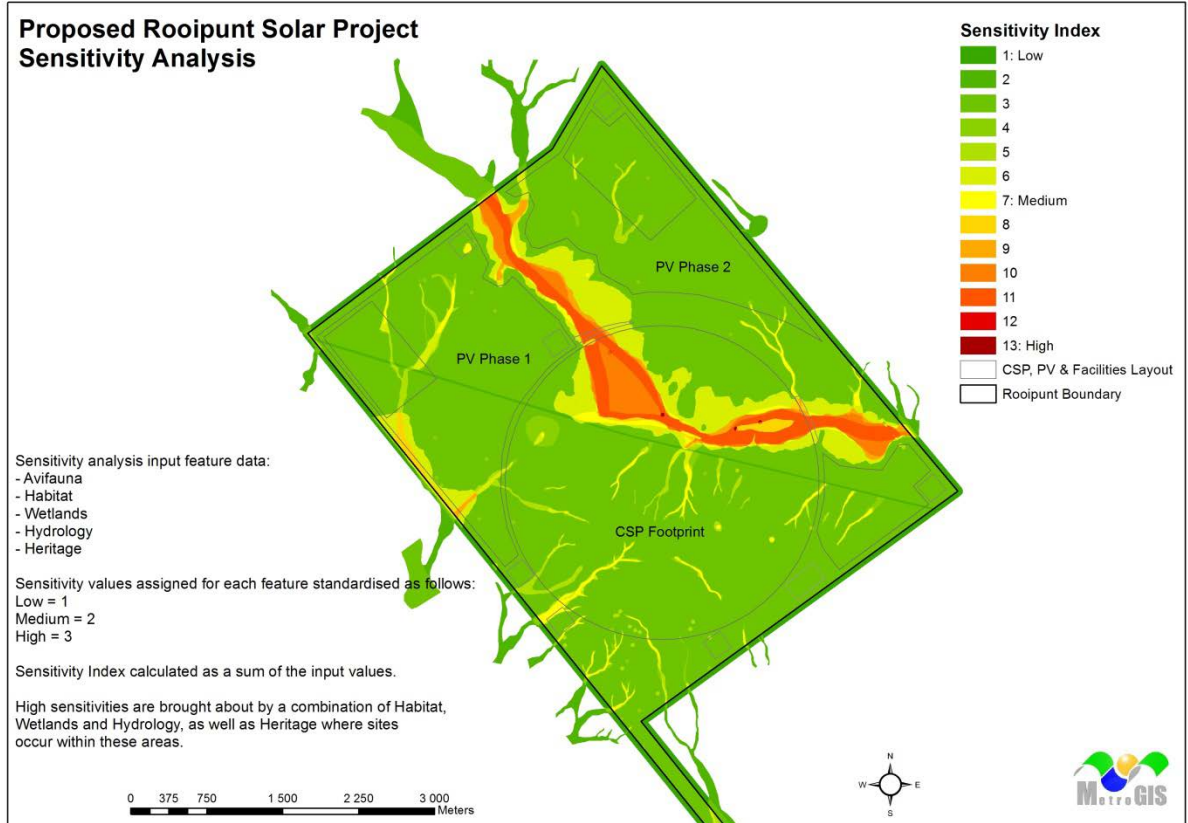 Proposed Rooipunt Solar Project
Sensitivity Analysis
Sensitivity Index
1: Low
2
3
4
5
6
7: Medium
8
9
10
11
12
13: High
CSP, PV & Facilities Layout
Rooipunt Boundary
PV Phase 2
PV Phase 1
CSP Footprint
Sensitivity analysis input feature data:
- Avifauna
- Habitat
- Wetlands
- Hydrology
- Heritage
Sensitivity values assigned for each feature standardised as follows:
Low = 1
Medium = 2
High = 3
Sensitivity Index calculated as a sum of the input values.
High sensitivities are brought about by a combination of Habitat,
Wetlands and Hydrology, as well as Heritage where sites
occur within these areas.
0 375 750 1 500 2 250 3 000
Meters
N
W E
S
MetroGIS